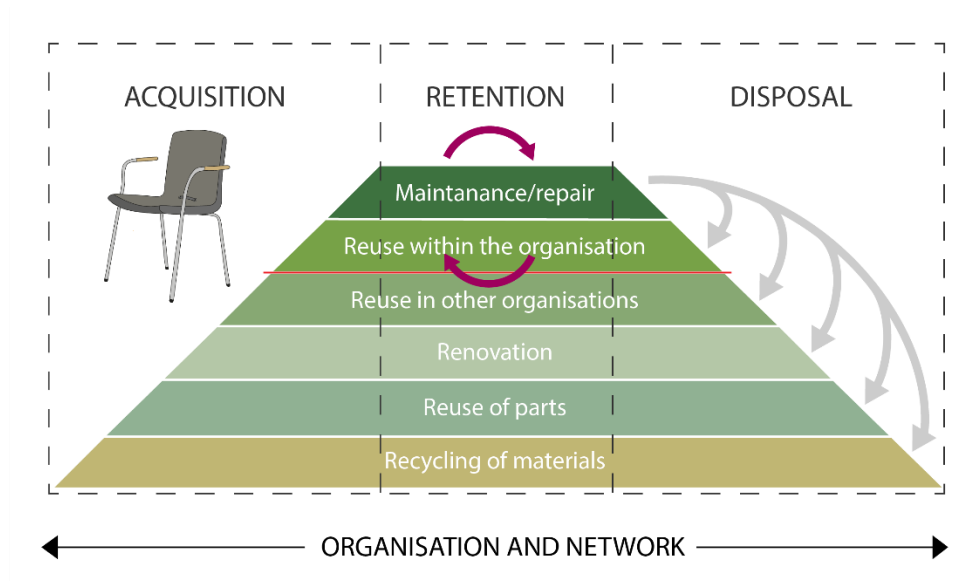 ACQUISITION
RETENTION
DISPOSAL
Maintanance/repair
Reuse within the organisation
Reuse in other organisations
Renovation
Reuse of parts
Recycling of materials
ORGANISATION AND NETWORK